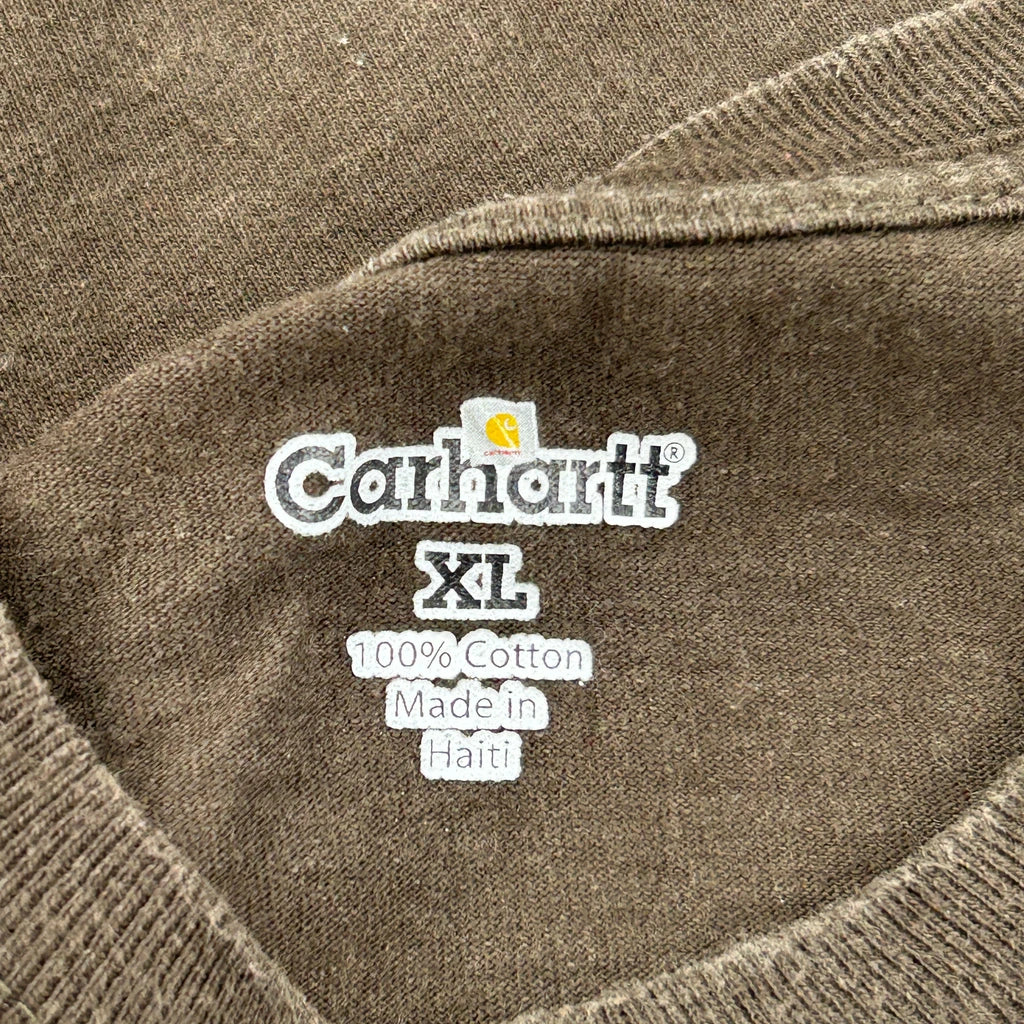 Carhartt®
XL
100% Cotton
Made in
Haiti